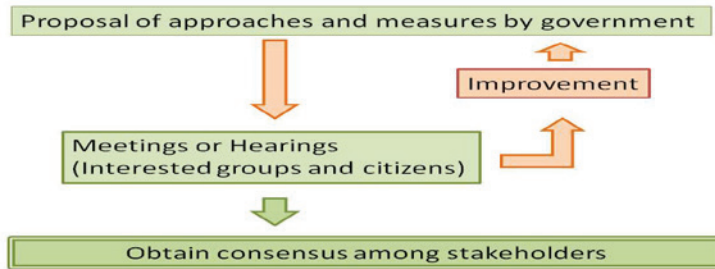 Proposal of approaches and measures by government
Improvement
Meetings or Hearings
(Interested groups and citizens)
Obtain consensus among stakeholders